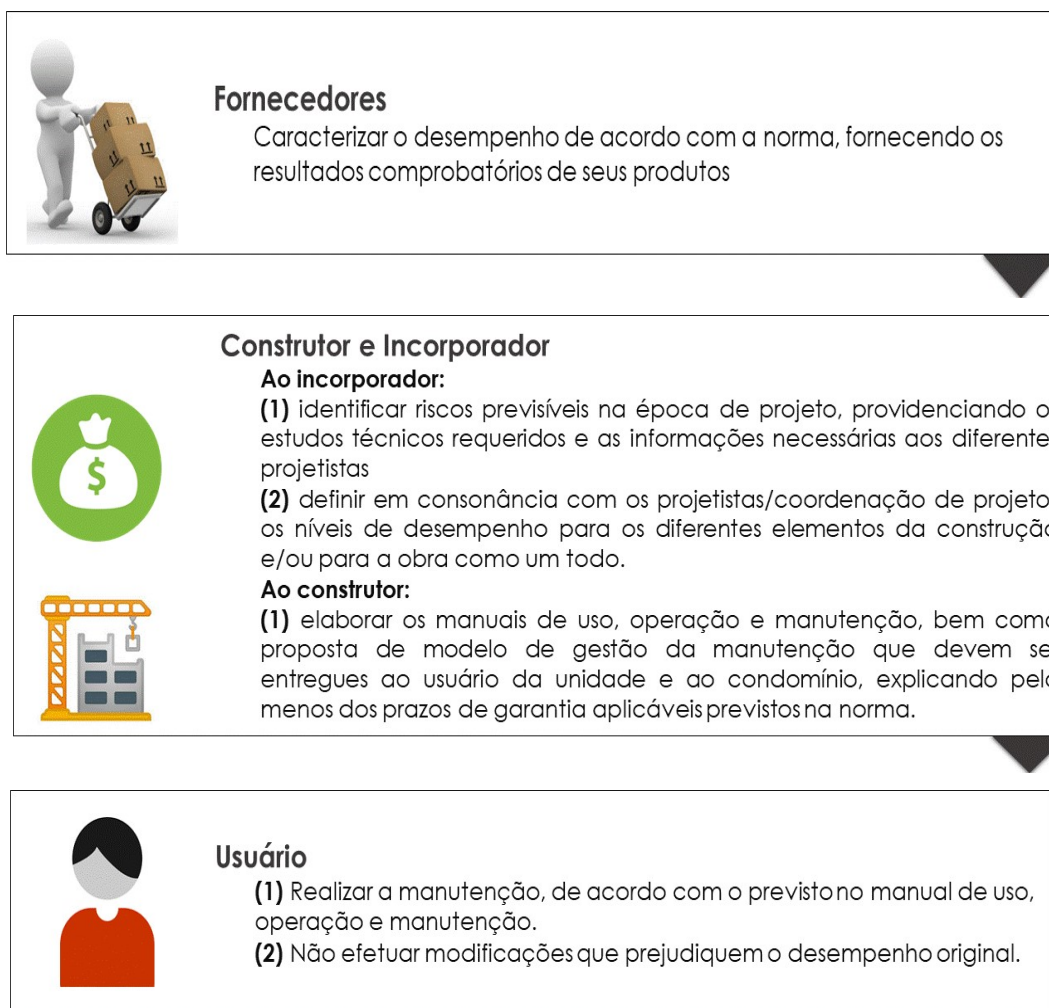 Fornecedores
Caracterizar o desempenho de acordo com a norma, fornecendo os
resultados comprobatórios de seus produtos
Construtor e Incorporador
Ao incorporador:
(1) identificar riscos previsíveis na época de projeto, providenciando o
estudos técnicos requeridos e as informações necessárias aos diferente
projetistas
(2) definir em consonância com os projetistas/coordenação de projeto
os níveis de desempenho para os diferentes elementos da construçã
e/ou para a obra como um todo.
Ao construtor:
(1) elaborar os manuais de uso, operação e manutenção, bem com
proposta de modelo de gestão da manutenção que devem se
entregues ao usuário da unidade e ao condomínio, explicando pel
menos dos prazos de garantia aplicáveis previstos na norma.
Usuário
(1) Realizar a manutenção, de acordo com o previsto no manual de uso,
operação e manutenção.
(2) Não efetuar modificações que prejudiquem o desempenho original.